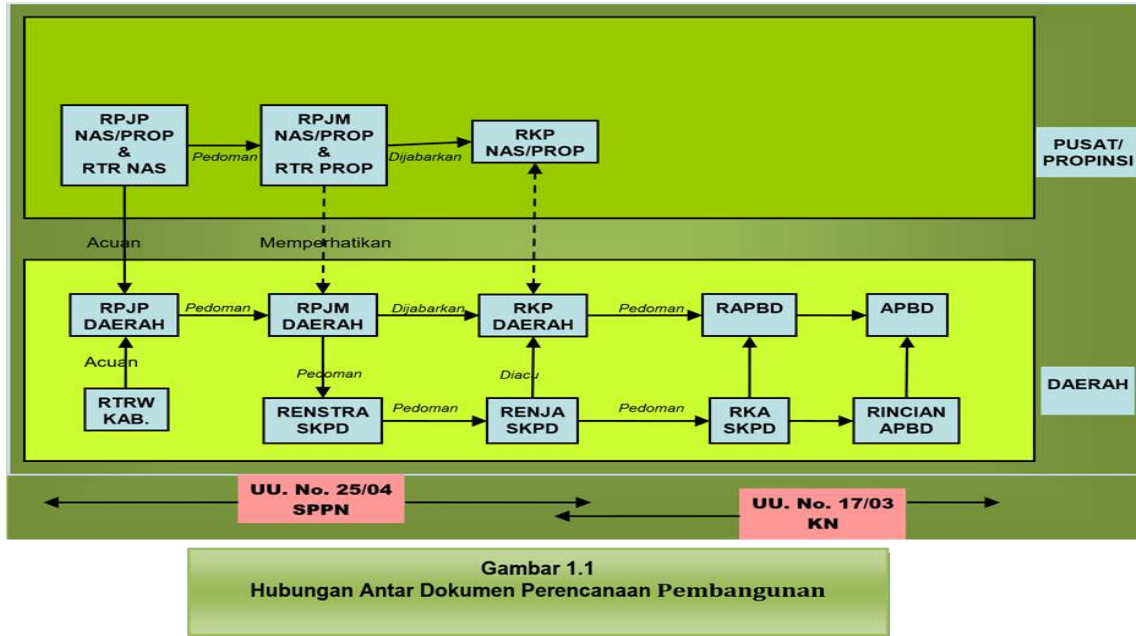 RPJP
NAS/PROP
&
RTR NAS
Pedoman
RPJM
NAS/PROP
&
RTR PROP
Dijabarkan
RKP
NAS/PROP
PUSAT/
PROPINSI
Acuan
Memperhatikan
RPJP
DAERAH
Pedoman
RPJM
DAERAH
Dijabarkan
RKP
DAERAH
Pedoman
RAPBD
APBD
Acuan
Pedoman
Diacu
DAERAH
RTRW
KAB.
RENSTRA
SKPD
Pedoman
RENJA
SKPD
Pedoman
RKA
SKPD
RINCIAN
APBD
UU. No. 25/04
SPPN
UU. No. 17/03
KN
Gambar 1.1
Hubungan Antar Dokumen Perencanaan Pembangunan